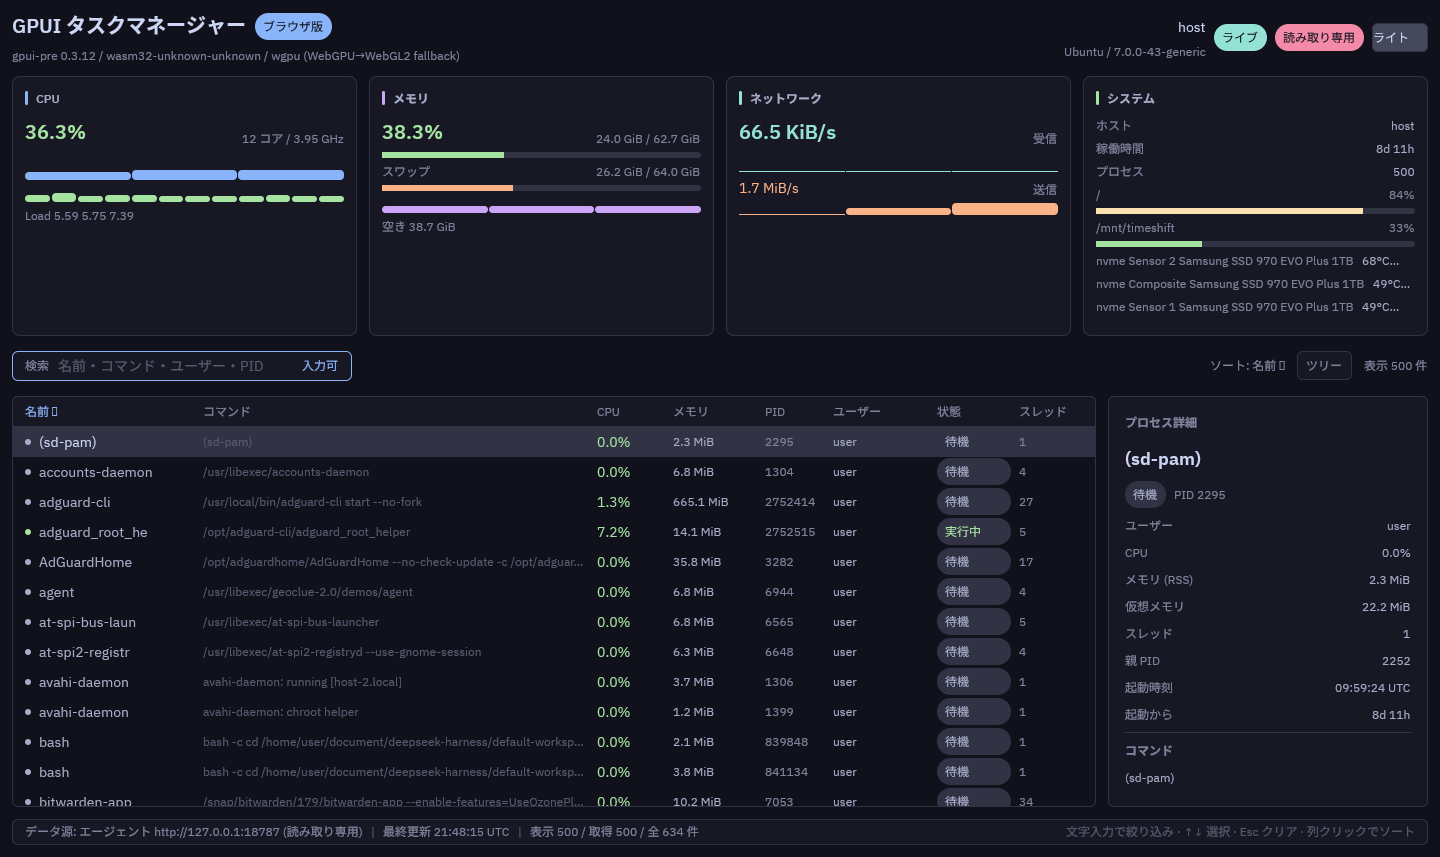 GPUI タスクマネージャー ブラウザ版
gpui-pre 0.3.12 / wasm32-unknown-unknown / wgpu (WebGPU→WebGL2 fallback)
host
Ubuntu / 7.0.0-43-generic
ライブ 読み取り専用 ライト
CPU
36.3% 12 コア / 3.95 GHz
Load 5.59 5.75 7.39
メモリ
38.3% 24.0 GiB / 62.7 GiB
スワップ 26.2 GiB / 64.0 GiB
空き 38.7 GiB
ネットワーク
66.5 KiB/s 受信
1.7 MiB/s 送信
システム
ホスト host
稼働時間 8d 11h
プロセス 500
/ 84%
/mnt/timeshift 33%
nvme Sensor 2 Samsung SSD 970 EVO Plus 1TB 68°C…
nvme Composite Samsung SSD 970 EVO Plus 1TB 49°C…
nvme Sensor 1 Samsung SSD 970 EVO Plus 1TB 49°C…
検索 名前・コマンド・ユーザー・PID 入力可
ソート: 名前 ツリー 表示 500 件
名前 コマンド CPU メモリ PID ユーザー 状態 スレッド
(sd-pam) (sd-pam) 0.0% 2.3 MiB 2295 user 待機 1
accounts-daemon /usr/libexec/accounts-daemon 0.0% 6.8 MiB 1304 user 待機 4
adguard-cli /usr/local/bin/adguard-cli start --no-fork 1.3% 665.1 MiB 2752414 user 待機 27
adguard_root_he /opt/adguard-cli/adguard_root_helper 7.2% 14.1 MiB 2752515 user 実行中 5
AdGuardHome /opt/adguardhome/AdGuardHome --no-check-update -c /opt/adguar… 0.0% 35.8 MiB 3282 user 待機 17
agent /usr/libexec/geoclue-2.0/demos/agent 0.0% 6.8 MiB 6944 user 待機 4
at-spi-bus-laun /usr/libexec/at-spi-bus-launcher 0.0% 6.8 MiB 6565 user 待機 5
at-spi2-registr /usr/libexec/at-spi2-registryd --use-gnome-session 0.0% 6.3 MiB 6648 user 待機 4
avahi-daemon avahi-daemon: running [host-2.local] 0.0% 3.7 MiB 1306 user 待機 1
avahi-daemon avahi-daemon: chroot helper 0.0% 1.2 MiB 1399 user 待機 1
bash bash -c cd /home/user/document/deepseek-harness/default-worksp… 0.0% 2.1 MiB 839848 user 待機 1
bash bash -c cd /home/user/document/deepseek-harness/default-worksp… 0.0% 3.8 MiB 841134 user 待機 1
bitwarden-app /snap/bitwarden/179/bitwarden-app --enable-features=UseOzonePl… 0.0% 10.2 MiB 7053 user 待機 34
プロセス詳細
(sd-pam)
待機 PID 2295
ユーザー user
CPU 0.0%
メモリ (RSS) 2.3 MiB
仮想メモリ 22.2 MiB
スレッド 1
親 PID 2252
起動時刻 09:59:24 UTC
起動から 8d 11h
コマンド
(sd-pam)
データ源: エージェント http://127.0.0.1:18787 (読み取り専用) | 最終更新 21:48:15 UTC | 表示 500 / 取得 500 / 全 634 件
文字入力で絞り込み · ↑↓ 選択 · Esc クリア · 列クリックでソート